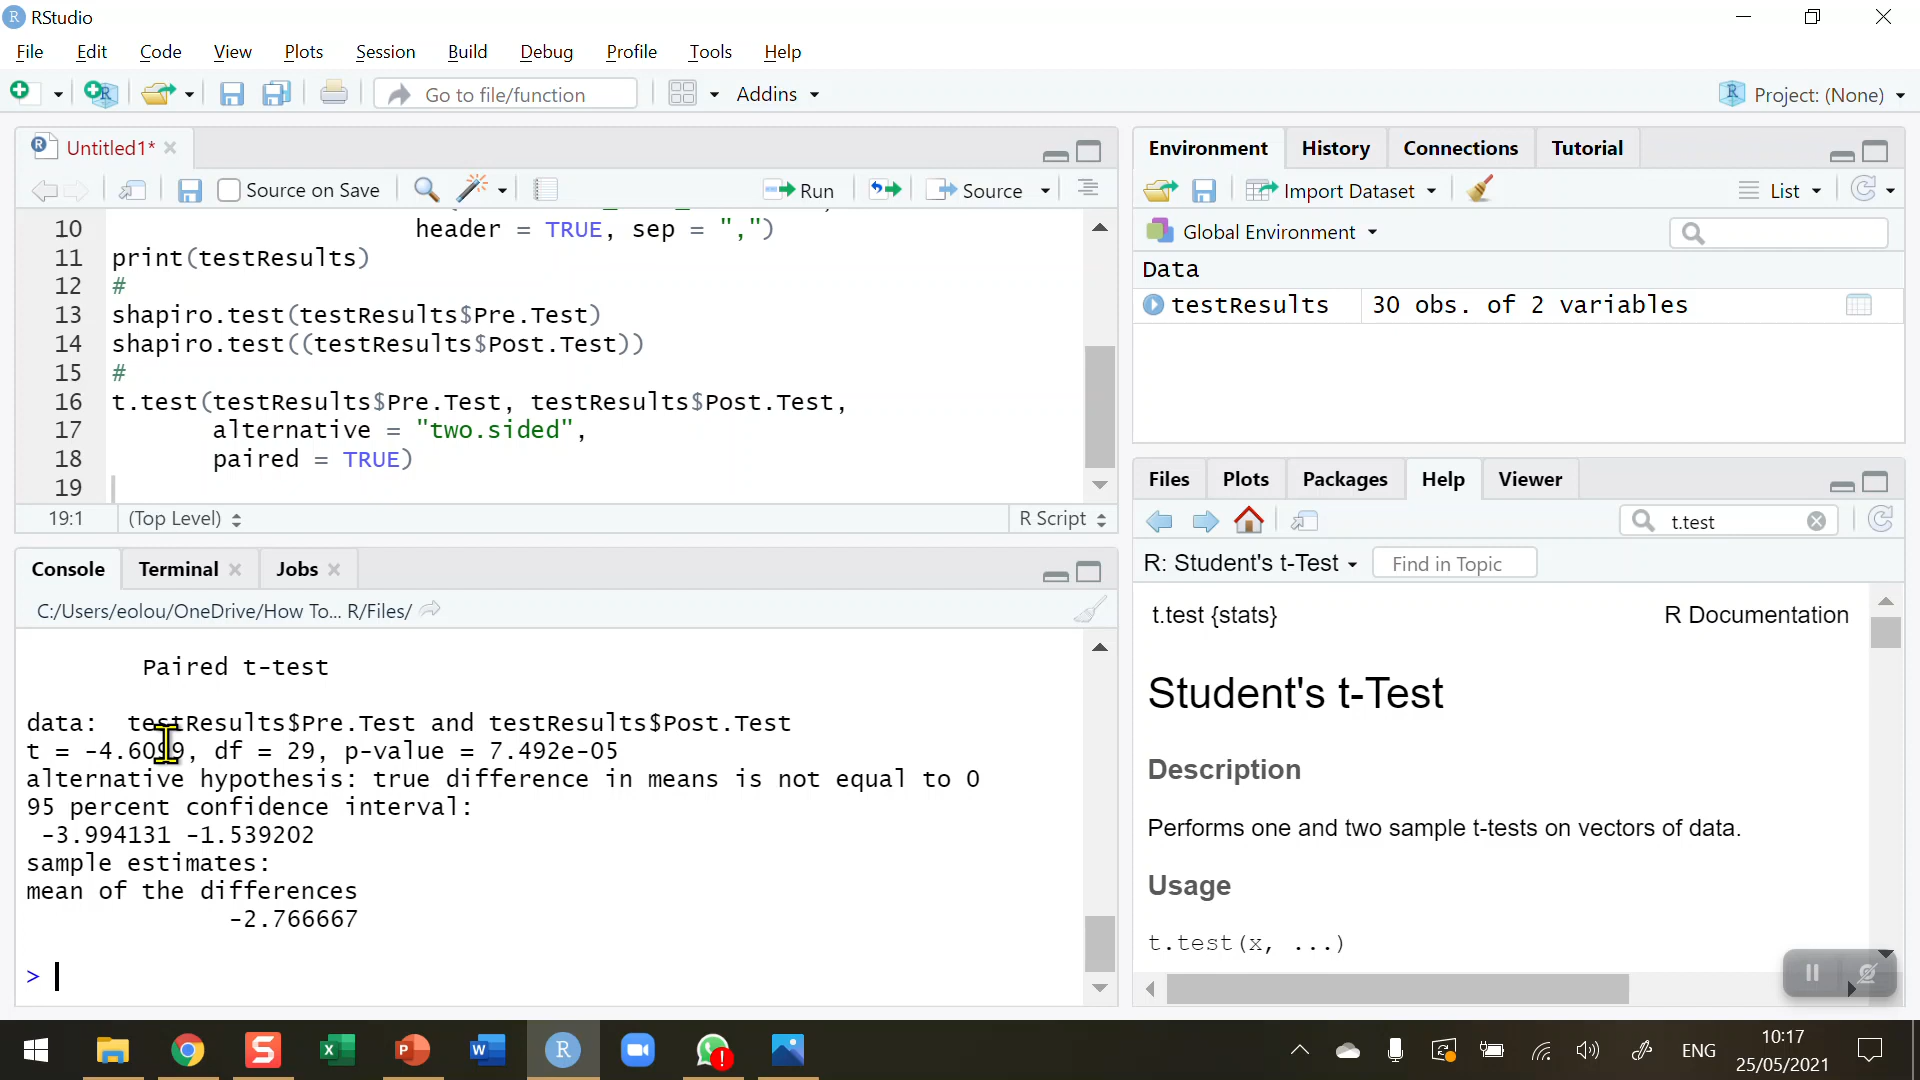 RStudio
File Edit Code View Plots Session Build Debug Profile Tools Help
Go to file/function Addins Project: (None)
Untitled1*
Source on Save Run Source
10 header = TRUE, sep = ",")
11 print(testResults)
12 #
13 shapiro.test(testResults$Pre.Test)
14 shapiro.test((testResults$Post.Test))
15 #
16 t.test(testResults$Pre.Test, testResults$Post.Test,
17 alternative = "two.sided",
18 paired = TRUE)
19
19:1 (Top Level) R Script
Console Terminal Jobs
C:/Users/eolou/OneDrive/How To... R/Files/
Paired t-test
data: testResults$Pre.Test and testResults$Post.Test
t = -4.6099, df = 29, p-value = 7.492e-05
alternative hypothesis: true difference in means is not equal to 0
95 percent confidence interval:
-3.994131 -1.539202
sample estimates:
mean of the differences
-2.766667
>
Environment History Connections Tutorial
Import Dataset List
Global Environment
Data
testResults 30 obs. of 2 variables
Files Plots Packages Help Viewer
t.test
R: Student's t-Test Find in Topic
t.test {stats} R Documentation
Student's t-Test
Description
Performs one and two sample t-tests on vectors of data.
Usage
t.test(x, ...)
ENG 10:17
25/05/2021